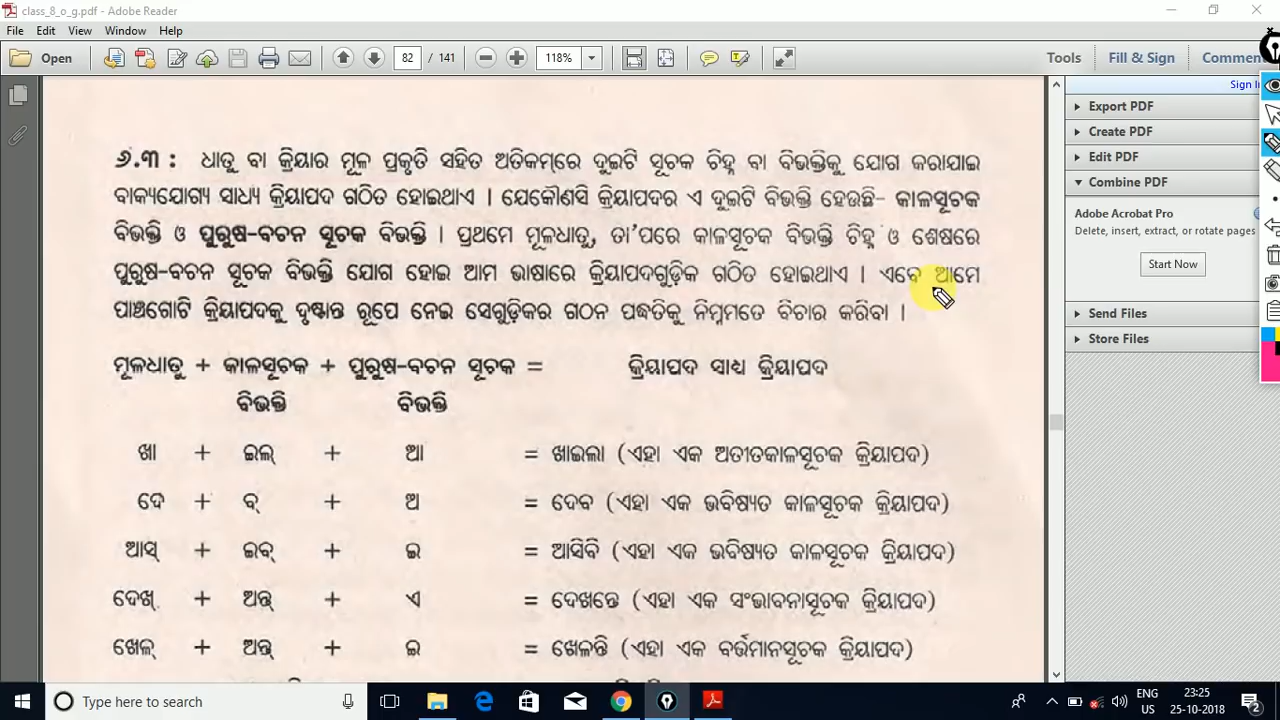 class_8_o_g.pdf - Adobe Reader
File Edit View Window Help
Open 82 / 141 118% Tools Fill & Sign Comment
Sign In
୬.୩ : ଧାତୁ ବା କ୍ରିୟାର ମୂଳ ପ୍ରକୃତି ସହିତ ଅତିକମ୍‌ରେ ଦୁଇଟି ସୂଚକ ଚିହ୍ନ ବା ବିଭକ୍ତିକୁ ଯୋଗ କରାଯାଇ
ବାକ୍ୟଯୋଗ୍ୟ ସାଧ୍ୟ କ୍ରିୟାପଦ ଗଠିତ ହୋଇଥାଏ । ଯେକୌଣସି କ୍ରିୟାପଦର ଏ ଦୁଇଟି ବିଭକ୍ତି ହେଉଛି- କାଳସୂଚକ
ବିଭକ୍ତି ଓ ପୁରୁଷ-ବଚନ ସୂଚକ ବିଭକ୍ତି । ପ୍ରଥମେ ମୂଳଧାତୁ, ତା'ପରେ କାଳସୂଚକ ବିଭକ୍ତି ଚିହ୍ନ ଓ ଶେଷରେ
ପୁରୁଷ-ବଚନ ସୂଚକ ବିଭକ୍ତି ଯୋଗ ହୋଇ ଆମ ଭାଷାରେ କ୍ରିୟାପଦଗୁଡ଼ିକ ଗଠିତ ହୋଇଥାଏ । ଏବେ ଆମେ
ପାଞ୍ଚଗୋଟି କ୍ରିୟାପଦକୁ ଦୃଷ୍ଟାନ୍ତ ରୂପେ ନେଇ ସେଗୁଡ଼ିକର ଗଠନ ପଦ୍ଧତିକୁ ନିମ୍ନମତେ ବିଚାର କରିବା ।
ମୂଳଧାତୁ + କାଳସୂଚକ + ପୁରୁଷ-ବଚନ ସୂଚକ = କ୍ରିୟାପଦ ସାଧ୍ୟ କ୍ରିୟାପଦ
ବିଭକ୍ତି ବିଭକ୍ତି
ଖା + ଇଲ୍ + ଆ = ଖାଇଲା (ଏହା ଏକ ଅତୀତକାଳସୂଚକ କ୍ରିୟାପଦ)
ଦେ + ବ୍ + ଅ = ଦେବ (ଏହା ଏକ ଭବିଷ୍ୟତ କାଳସୂଚକ କ୍ରିୟାପଦ)
ଆସ୍ + ଇବ୍ + ଇ = ଆସିବି (ଏହା ଏକ ଭବିଷ୍ୟତ କାଳସୂଚକ କ୍ରିୟାପଦ)
ଦେଖ୍ + ଅନ୍ତ୍ + ଏ = ଦେଖନ୍ତେ (ଏହା ଏକ ସଂଭାବନାସୂଚକ କ୍ରିୟାପଦ)
ଖେଳ୍ + ଅନ୍ତ୍ + ଇ = ଖେଳନ୍ତି (ଏହା ଏକ ବର୍ତ୍ତମାନସୂଚକ କ୍ରିୟାପଦ)
Export PDF
Create PDF
Edit PDF
Combine PDF
Adobe Acrobat Pro
Delete, insert, extract, or rotate pages.
Start Now
Send Files
Store Files
Type here to search
ENG 23:25
US 25-10-2018
2